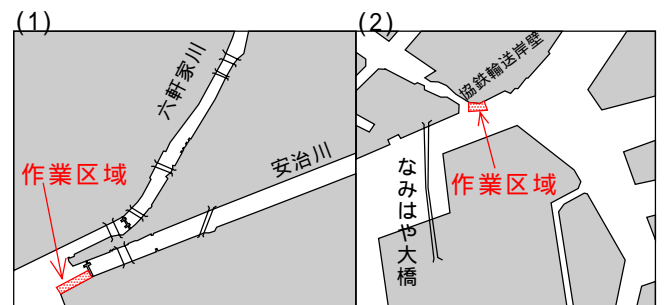 (1)
六軒家川
安治川
作業区域
(2)
協鉄輸送岸壁
作業区域
なみはや大橋